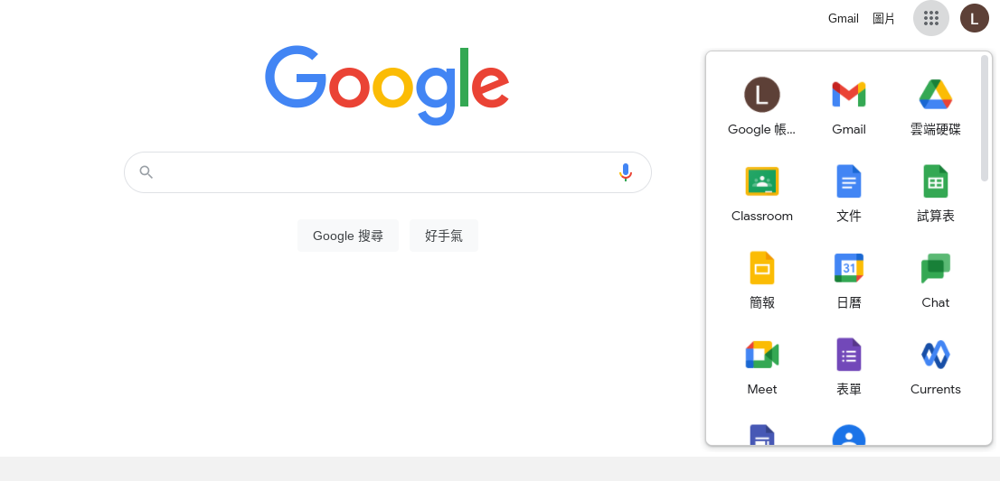 Gmail 圖片 L
Google
Google 搜尋 好手氣
L
Google 帳... Gmail 雲端硬碟
Classroom 文件 試算表
31
簡報 日曆 Chat
Meet 表單 Currents